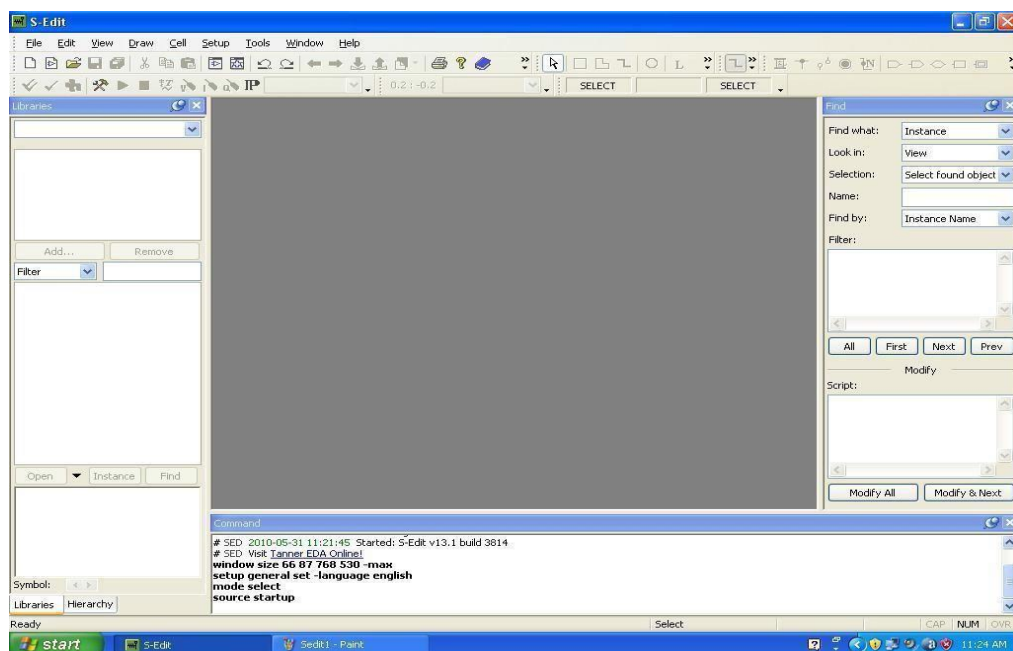 S-Edit
File Edit View Draw Cell Setup Tools Window Help
IP 0.2:-0.2 SELECT SELECT
Libraries
Add... Remove
Filter
Open Instance Find
Symbol:
Libraries Hierarchy
Find
Find what: Instance
Look in: View
Selection: Select found object
Name:
Find by: Instance Name
Filter:
All First Next Prev
Modify
Script:
Modify All Modify & Next
Command
# SED 2010-05-31 11:21:45 Started: S-Edit v13.1 build 3814
# SED Visit Tanner EDA Online!
window size 66 87 768 530 -max
setup general set -language english
mode select
source startup
Ready Select CAP NUM OVR
start S-Edit Sedit1 - Paint 11:24 AM